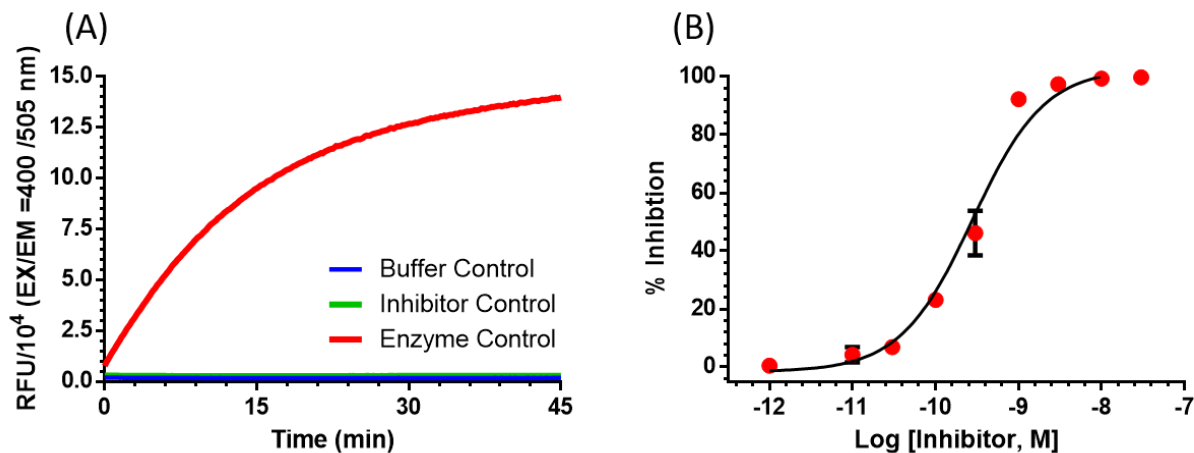 (A)
RFU/10⁴ (EX/EM =400 /505 nm)
15.0
12.5
10.0
7.5
5.0
2.5
0.0
Buffer Control
Inhibitor Control
Enzyme Control
0 15 30 45
Time (min)
(B)
% Inhibtion
100
80
60
40
20
0
-12 -11 -10 -9 -8 -7
Log [Inhibitor, M]